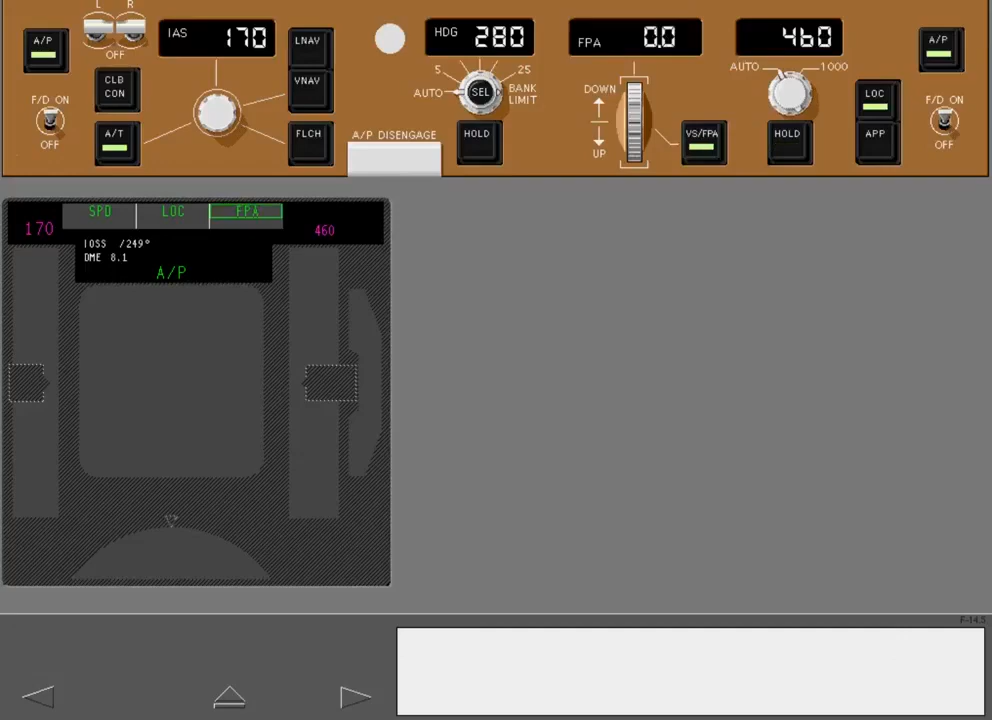 L R
A/P
OFF
IAS 170
LNAV
HDG 280
FPA 0.0
460
A/P
CLB
CON
VNAV
5 25
AUTO SEL BANK
LIMIT
DOWN
UP
AUTO 1000
LOC
F/D ON
OFF
A/T
FLCH
A/P DISENGAGE
HOLD
VS/FPA
HOLD
APP
F/D ON
OFF
SPD LOC FPA
170 460
IOSS /249°
DME 8.1
A/P
F-14.5